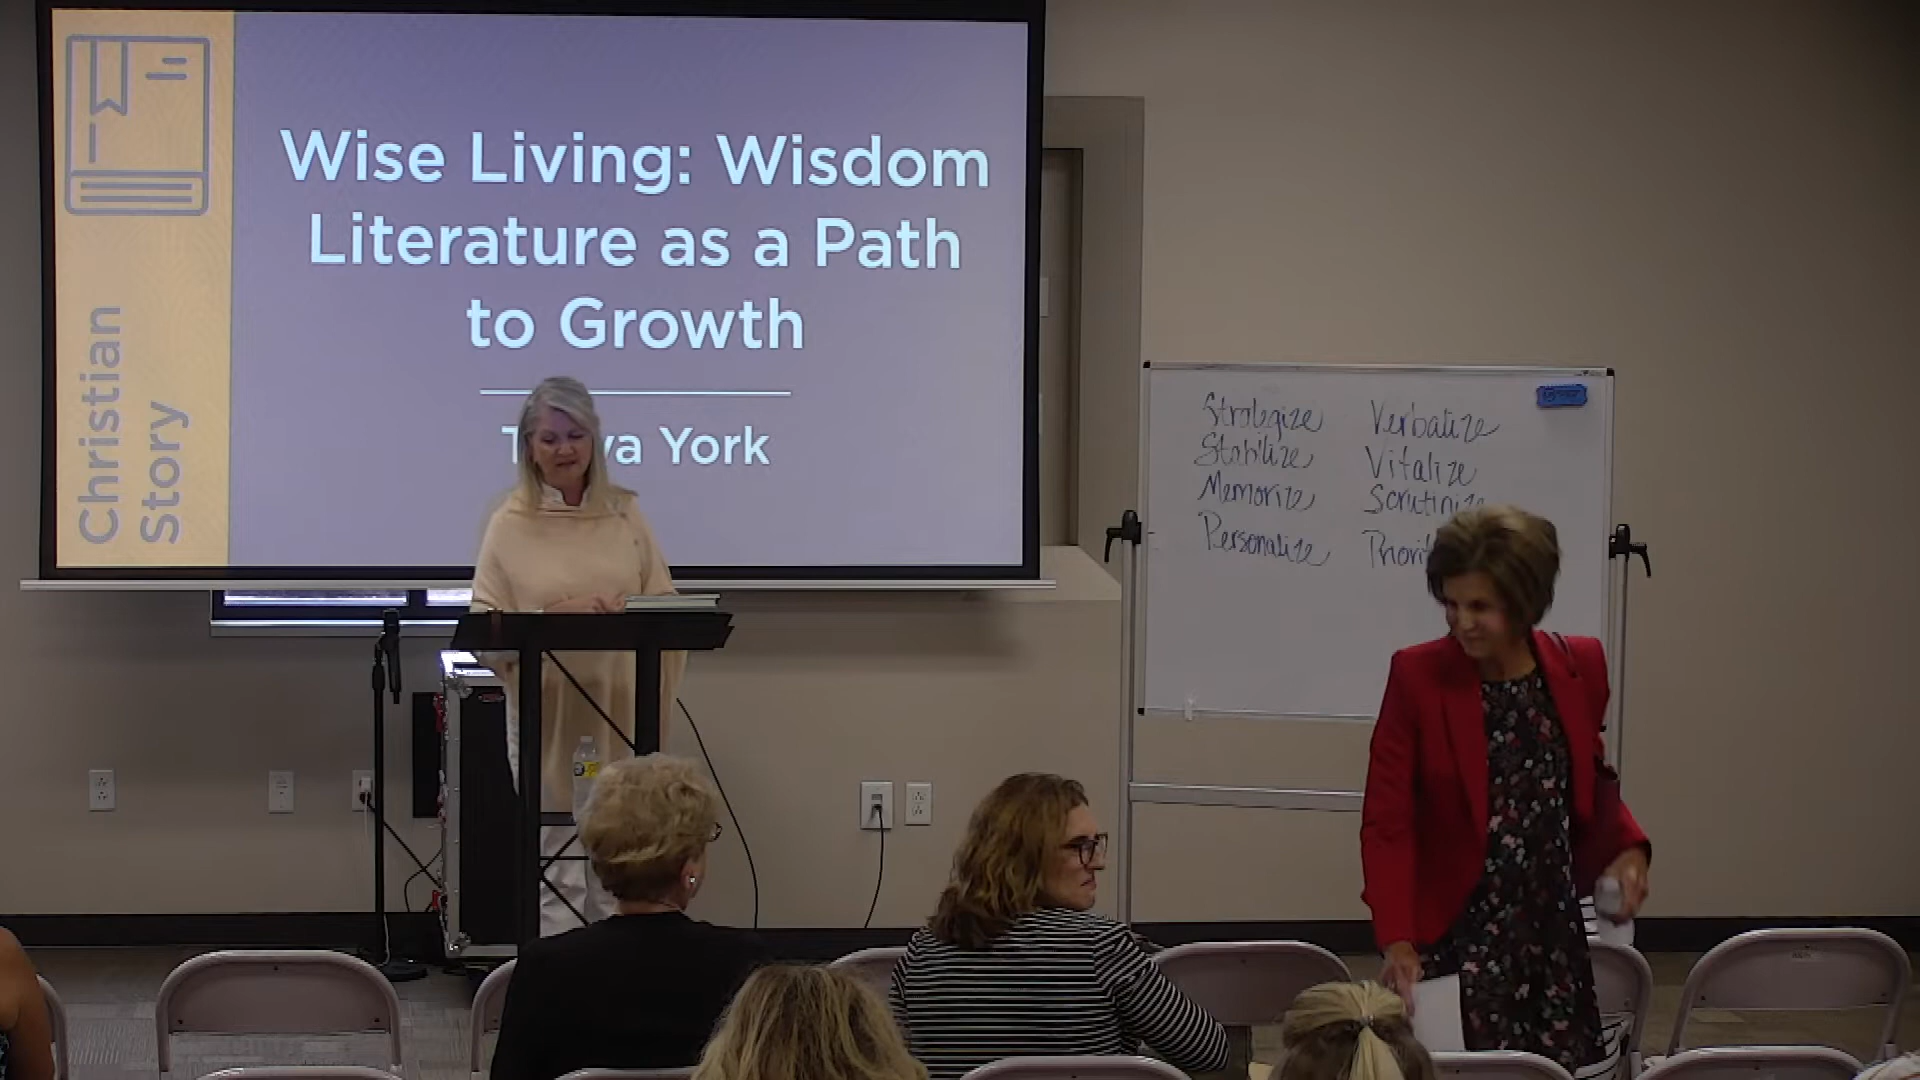 Wise Living: Wisdom
Literature as a Path
to Growth
York
Christian
Story
Strategize
Stabilize
Memorize
Personalize
Verbalize
Vitalize